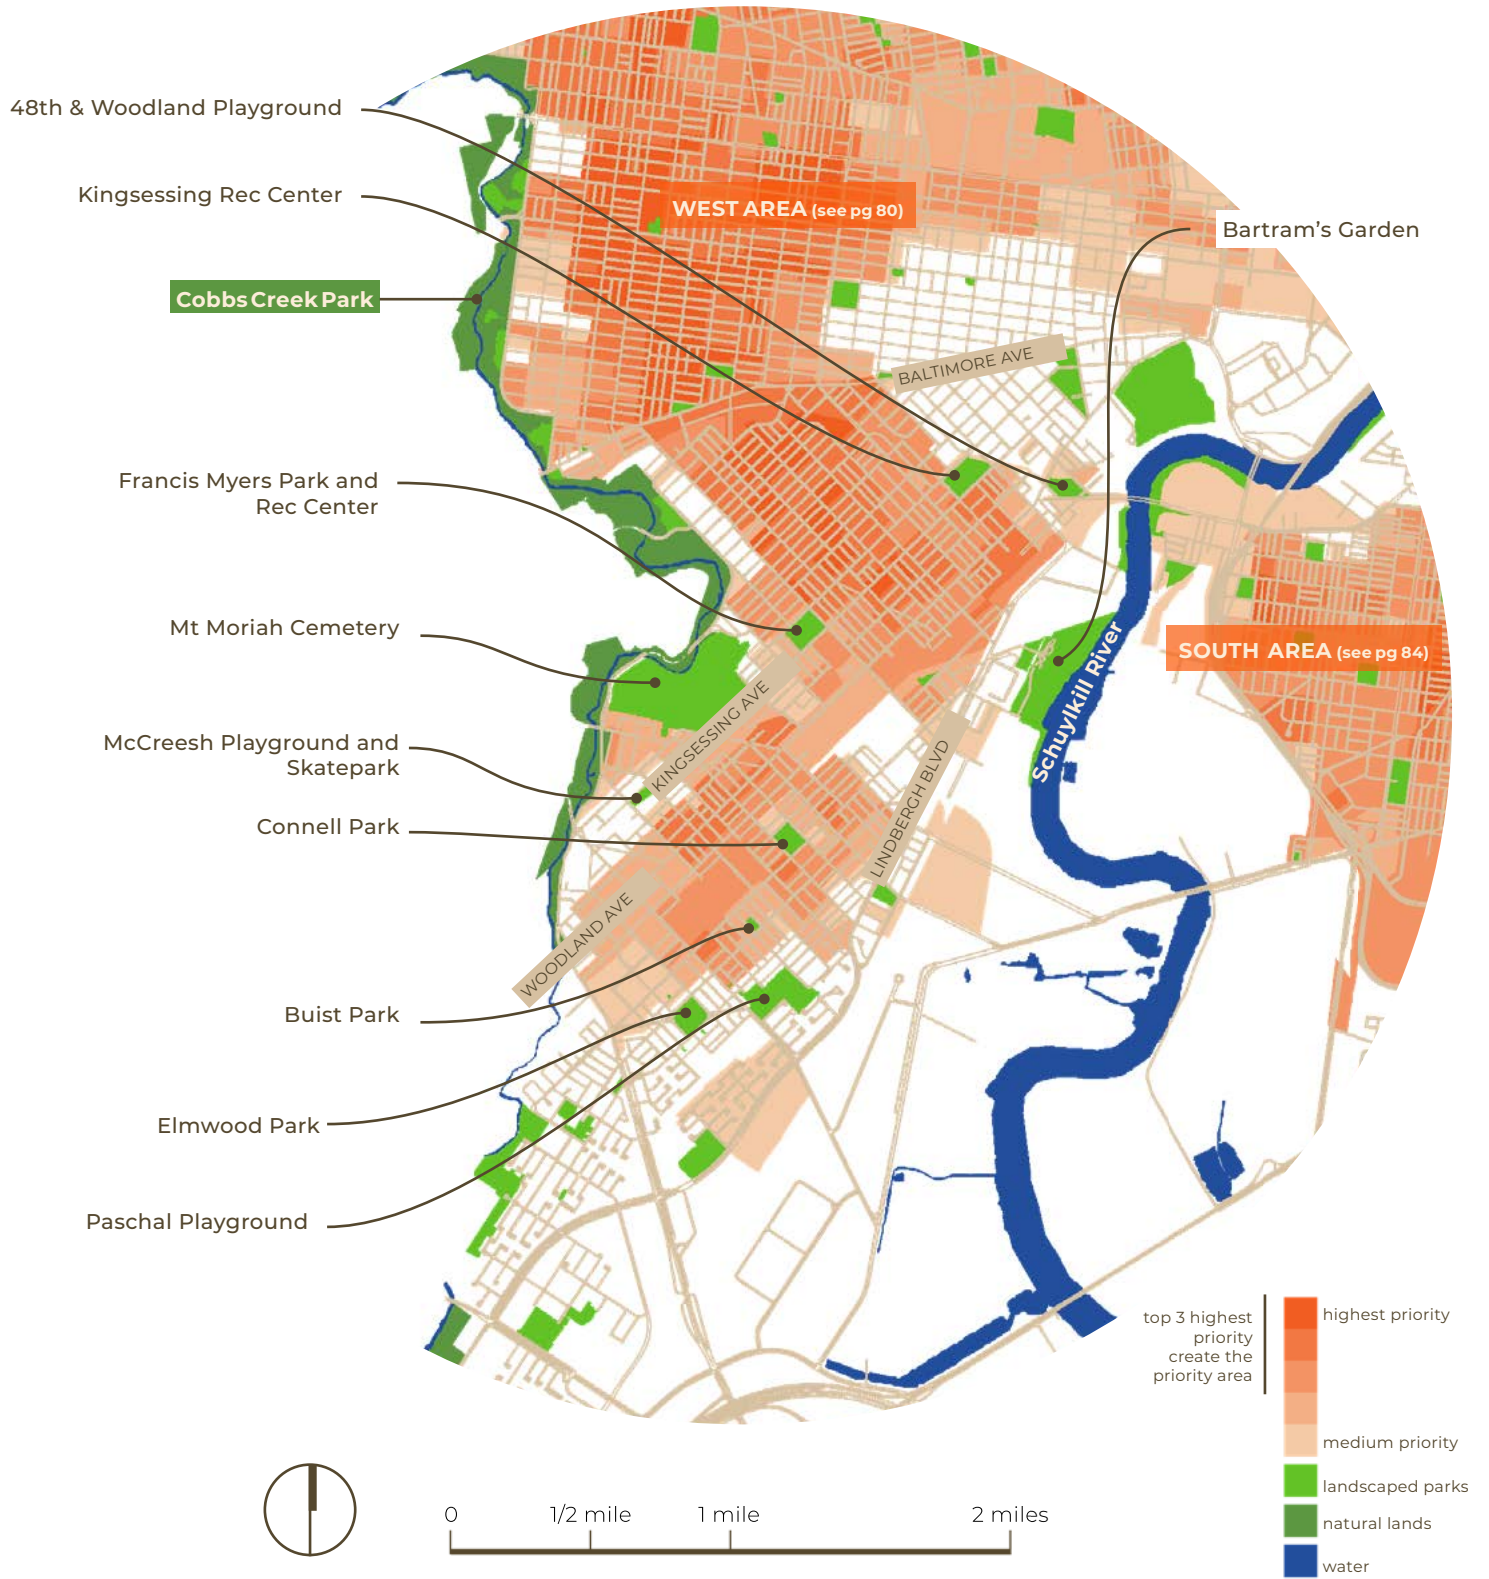 48th & Woodland Playground
Kingsessing Rec Center
WEST AREA (see pg 80)
Bartram's Garden
Cobbs Creek Park
BALTIMORE AVE
Francis Myers Park and
Rec Center
Mt Moriah Cemetery
SOUTH AREA (see pg 84)
Schuylkill River
KINGSESSING AVE
McCreesh Playground and
Skatepark
LINDBERGH BLVD
Connell Park
WOODLAND AVE
Buist Park
Elmwood Park
Paschal Playground
top 3 highest
priority
create the
priority area
highest priority
medium priority
landscaped parks
natural lands
water
0 1/2 mile 1 mile 2 miles